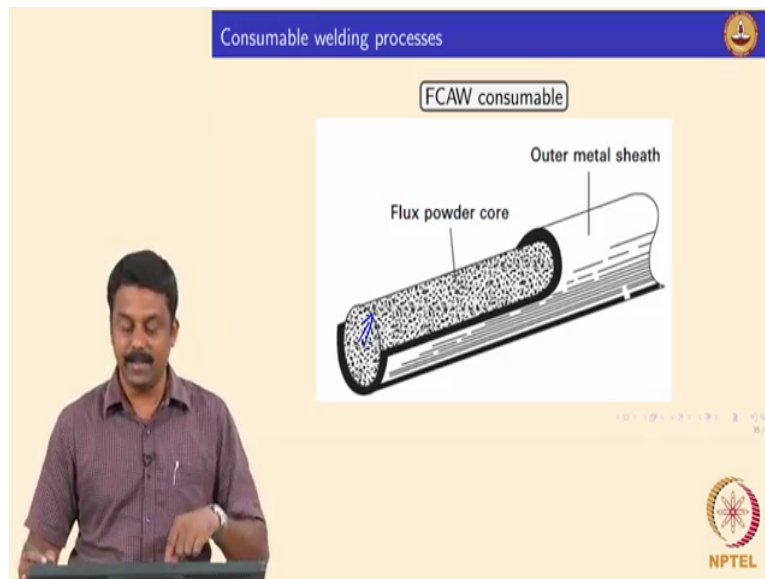 Consumable welding processes
FCAW consumable
Outer metal sheath
Flux powder core
NPTEL